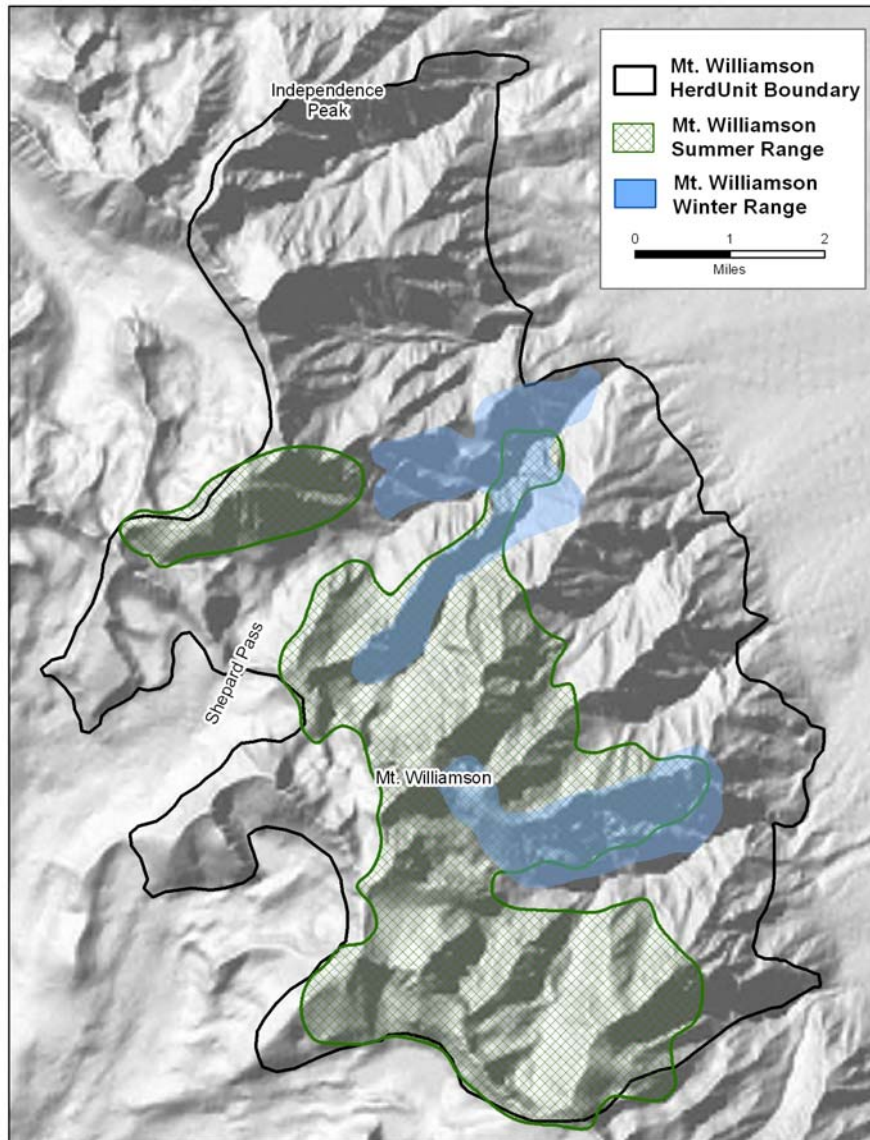 Independence
Peak
Mt. Williamson
HerdUnit Boundary
Mt. Williamson
Summer Range
Mt. Williamson
Winter Range
0 1 2
Miles
Shepard Pass
Mt. Williamson